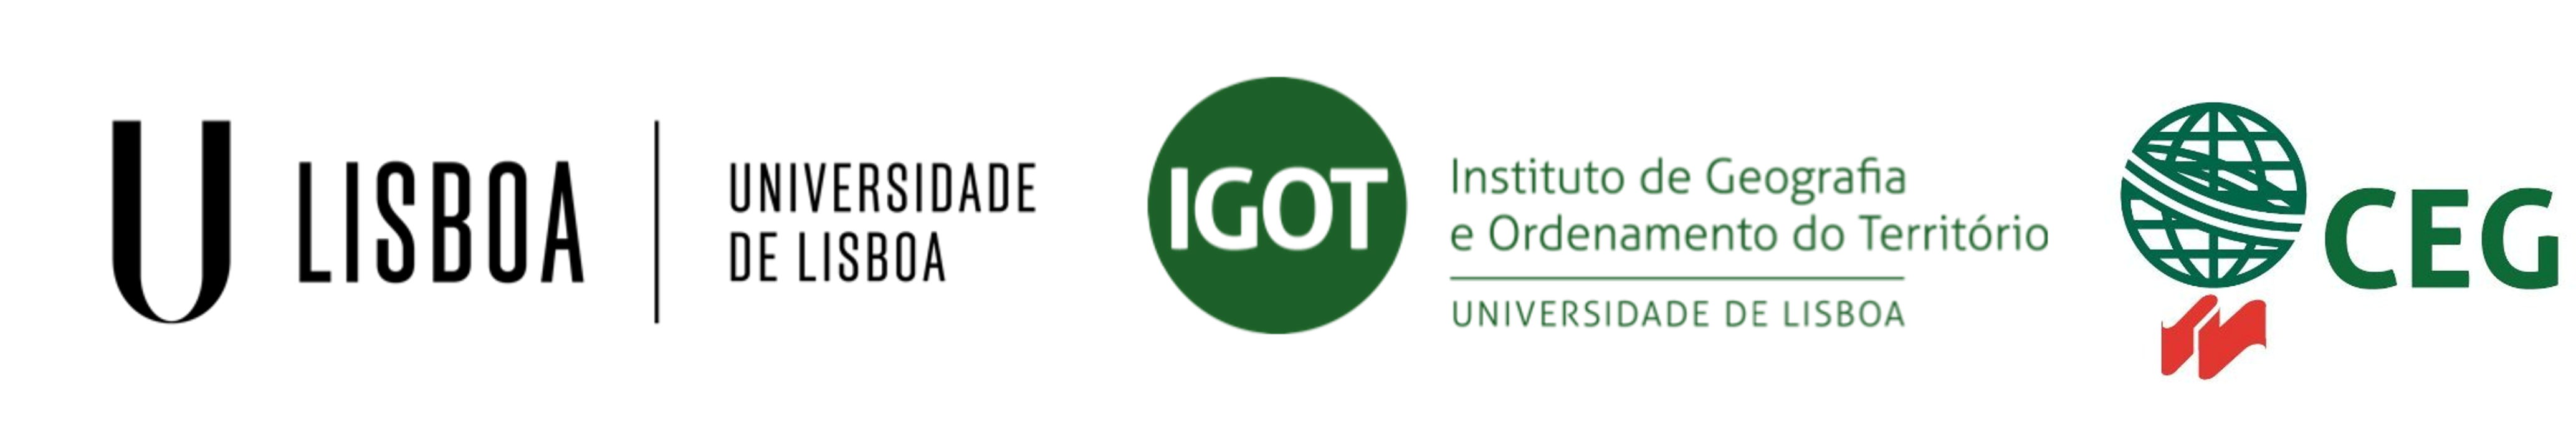 U LISBOA
UNIVERSIDADE
DE LISBOA
IGOT
Instituto de Geografia
e Ordenamento do Território
UNIVERSIDADE DE LISBOA
CEG